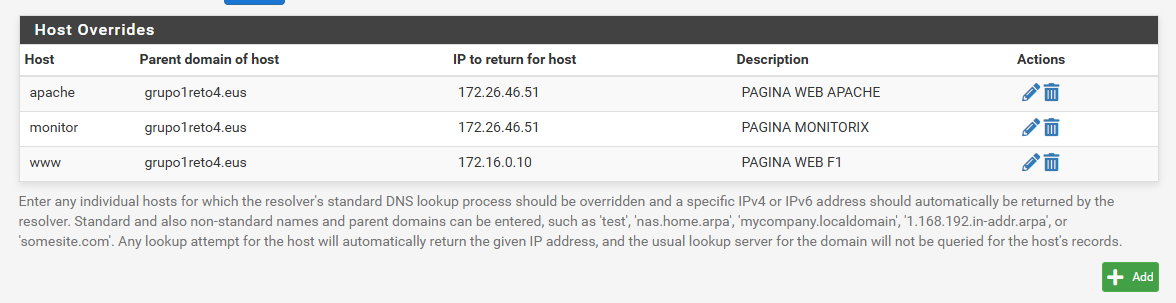 Host Overrides
Host Parent domain of host IP to return for host Description Actions
apache grupo1reto4.eus 172.26.46.51 PAGINA WEB APACHE
monitor grupo1reto4.eus 172.26.46.51 PAGINA MONITORIX
www grupo1reto4.eus 172.16.0.10 PAGINA WEB F1
Enter any individual hosts for which the resolver's standard DNS lookup process should be overridden and a specific IPv4 or IPv6 address should automatically be returned by the
resolver. Standard and also non-standard names and parent domains can be entered, such as 'test', 'nas.home.arpa', 'mycompany.localdomain', '1.168.192.in-addr.arpa', or
'somesite.com'. Any lookup attempt for the host will automatically return the given IP address, and the usual lookup server for the domain will not be queried for the host's records.
Add